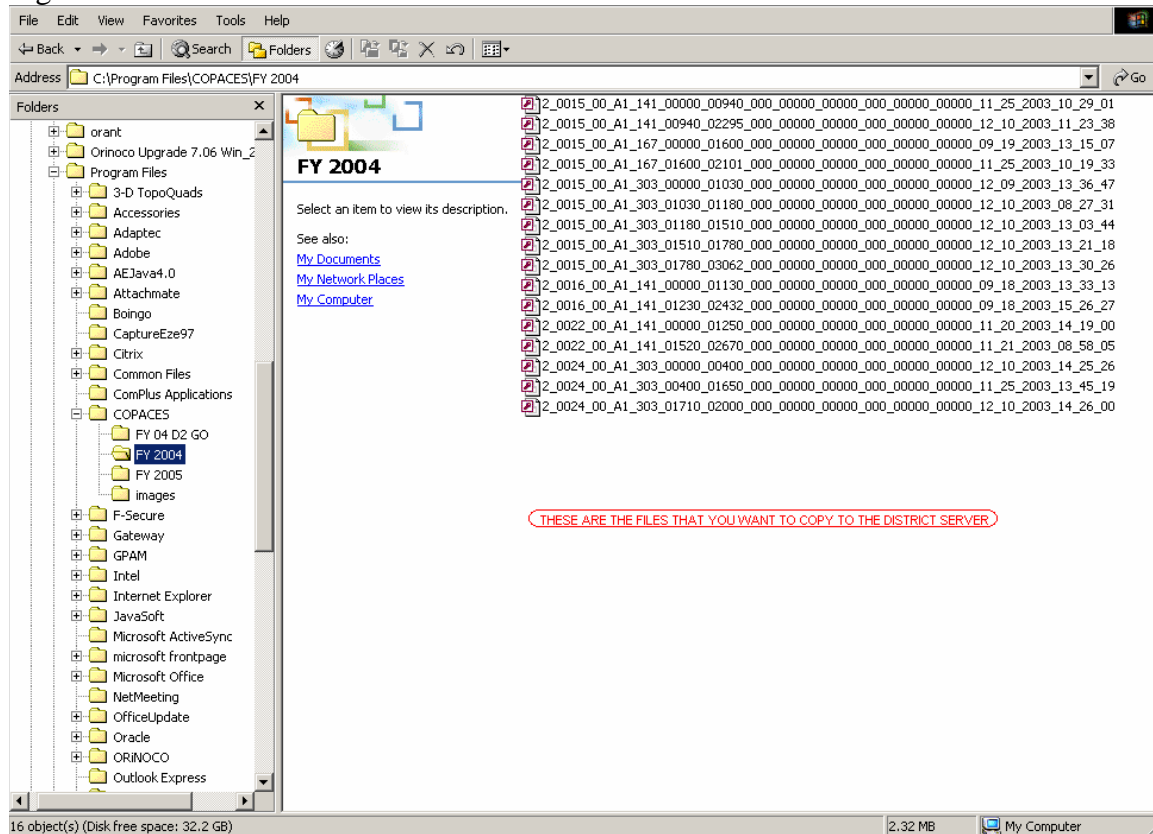 File Edit View Favorites Tools Help
Back Search Folders
Address C:\Program Files\COPACES\FY 2004 Go
Folders
orant
Orinoco Upgrade 7.06 Win_2
Program Files
3-D TopoQuads
Accessories
Adaptec
Adobe
AEJava4.0
Attachmate
Boingo
CaptureEze97
Citrix
Common Files
ComPlus Applications
COPACES
FY 04 D2 GO
FY 2004
FY 2005
images
F-Secure
Gateway
GPAM
Intel
Internet Explorer
JavaSoft
Microsoft ActiveSync
microsoft frontpage
Microsoft Office
NetMeeting
OfficeUpdate
Oracle
ORiNOCO
Outlook Express
FY 2004
Select an item to view its description.
See also:
My Documents
My Network Places
My Computer
2_0015_00_A1_141_00000_00940_000_00000_00000_000_00000_00000_11_25_2003_10_29_01
2_0015_00_A1_141_00940_02295_000_00000_00000_000_00000_00000_12_10_2003_11_23_38
2_0015_00_A1_167_00000_01600_000_00000_00000_000_00000_00000_09_19_2003_13_15_07
2_0015_00_A1_167_01600_02101_000_00000_00000_000_00000_00000_11_25_2003_10_19_33
2_0015_00_A1_303_00000_01030_000_00000_00000_000_00000_00000_12_09_2003_13_36_47
2_0015_00_A1_303_01030_01180_000_00000_00000_000_00000_00000_12_10_2003_08_27_31
2_0015_00_A1_303_01180_01510_000_00000_00000_000_00000_00000_12_10_2003_13_03_44
2_0015_00_A1_303_01510_01780_000_00000_00000_000_00000_00000_12_10_2003_13_21_18
2_0015_00_A1_303_01780_03062_000_00000_00000_000_00000_00000_12_10_2003_13_30_26
2_0016_00_A1_141_00000_01130_000_00000_00000_000_00000_00000_09_18_2003_13_33_13
2_0016_00_A1_141_01230_02432_000_00000_00000_000_00000_00000_09_18_2003_15_26_27
2_0022_00_A1_141_00000_01250_000_00000_00000_000_00000_00000_11_20_2003_14_19_00
2_0022_00_A1_141_01520_02670_000_00000_00000_000_00000_00000_11_21_2003_08_58_05
2_0024_00_A1_303_00000_00400_000_00000_00000_000_00000_00000_12_10_2003_14_25_26
2_0024_00_A1_303_00400_01650_000_00000_00000_000_00000_00000_11_25_2003_13_45_19
2_0024_00_A1_303_01710_02000_000_00000_00000_000_00000_00000_12_10_2003_14_26_00
THESE ARE THE FILES THAT YOU WANT TO COPY TO THE DISTRICT SERVER
16 object(s) (Disk free space: 32.2 GB) 2.32 MB My Computer